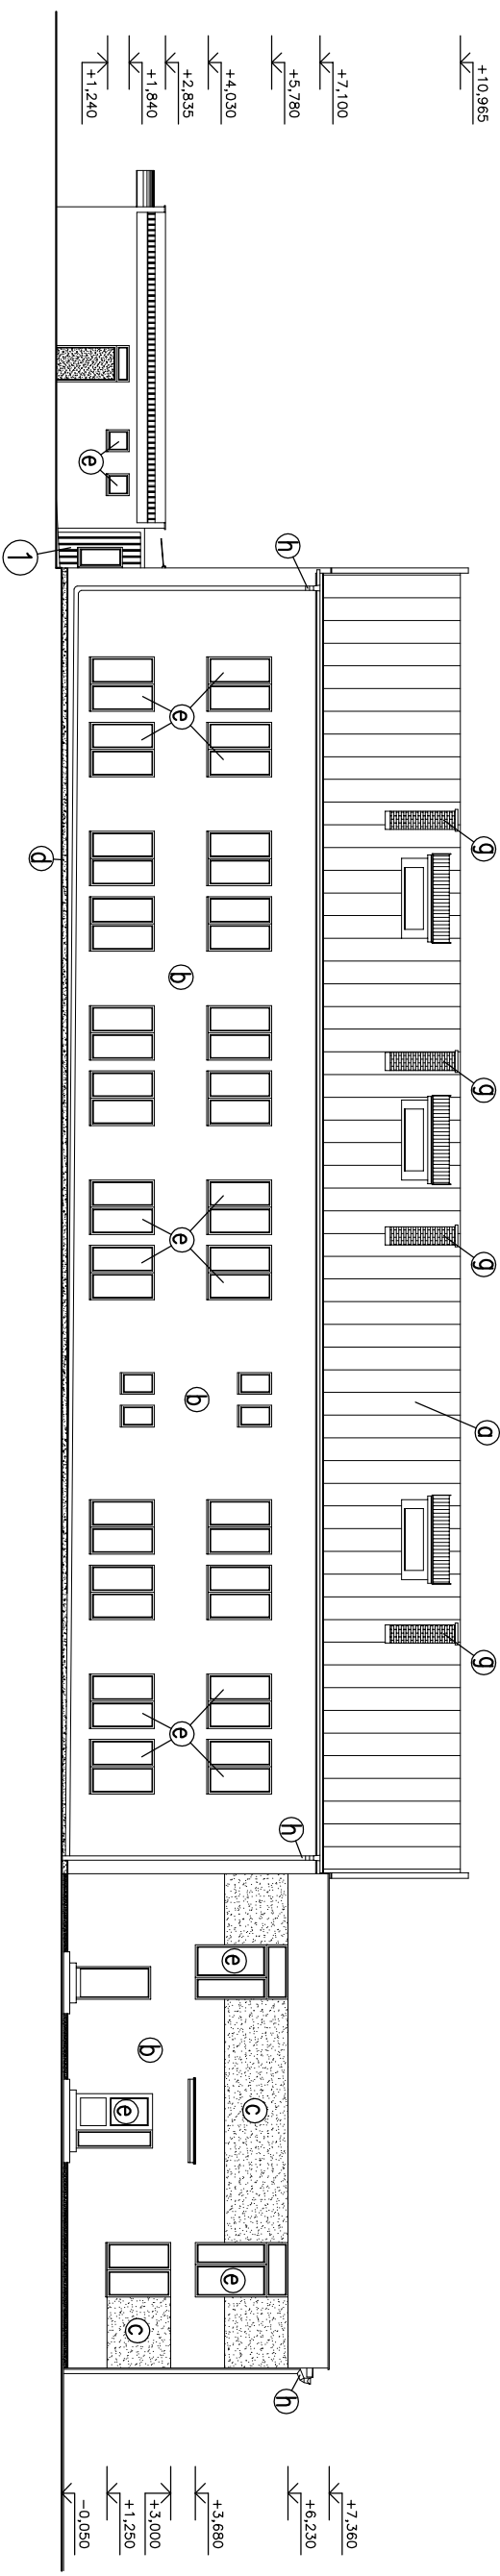 +10,965
+7,100
+5,780
+4,030
+2,835
+1,840
+1,240
e
1
h
g
g
g
a
g
e
d
b
e
b
e
h
e
c
b
e
e
c
h
+7,360
+6,230
+3,680
+3,000
+1,250
-0,050